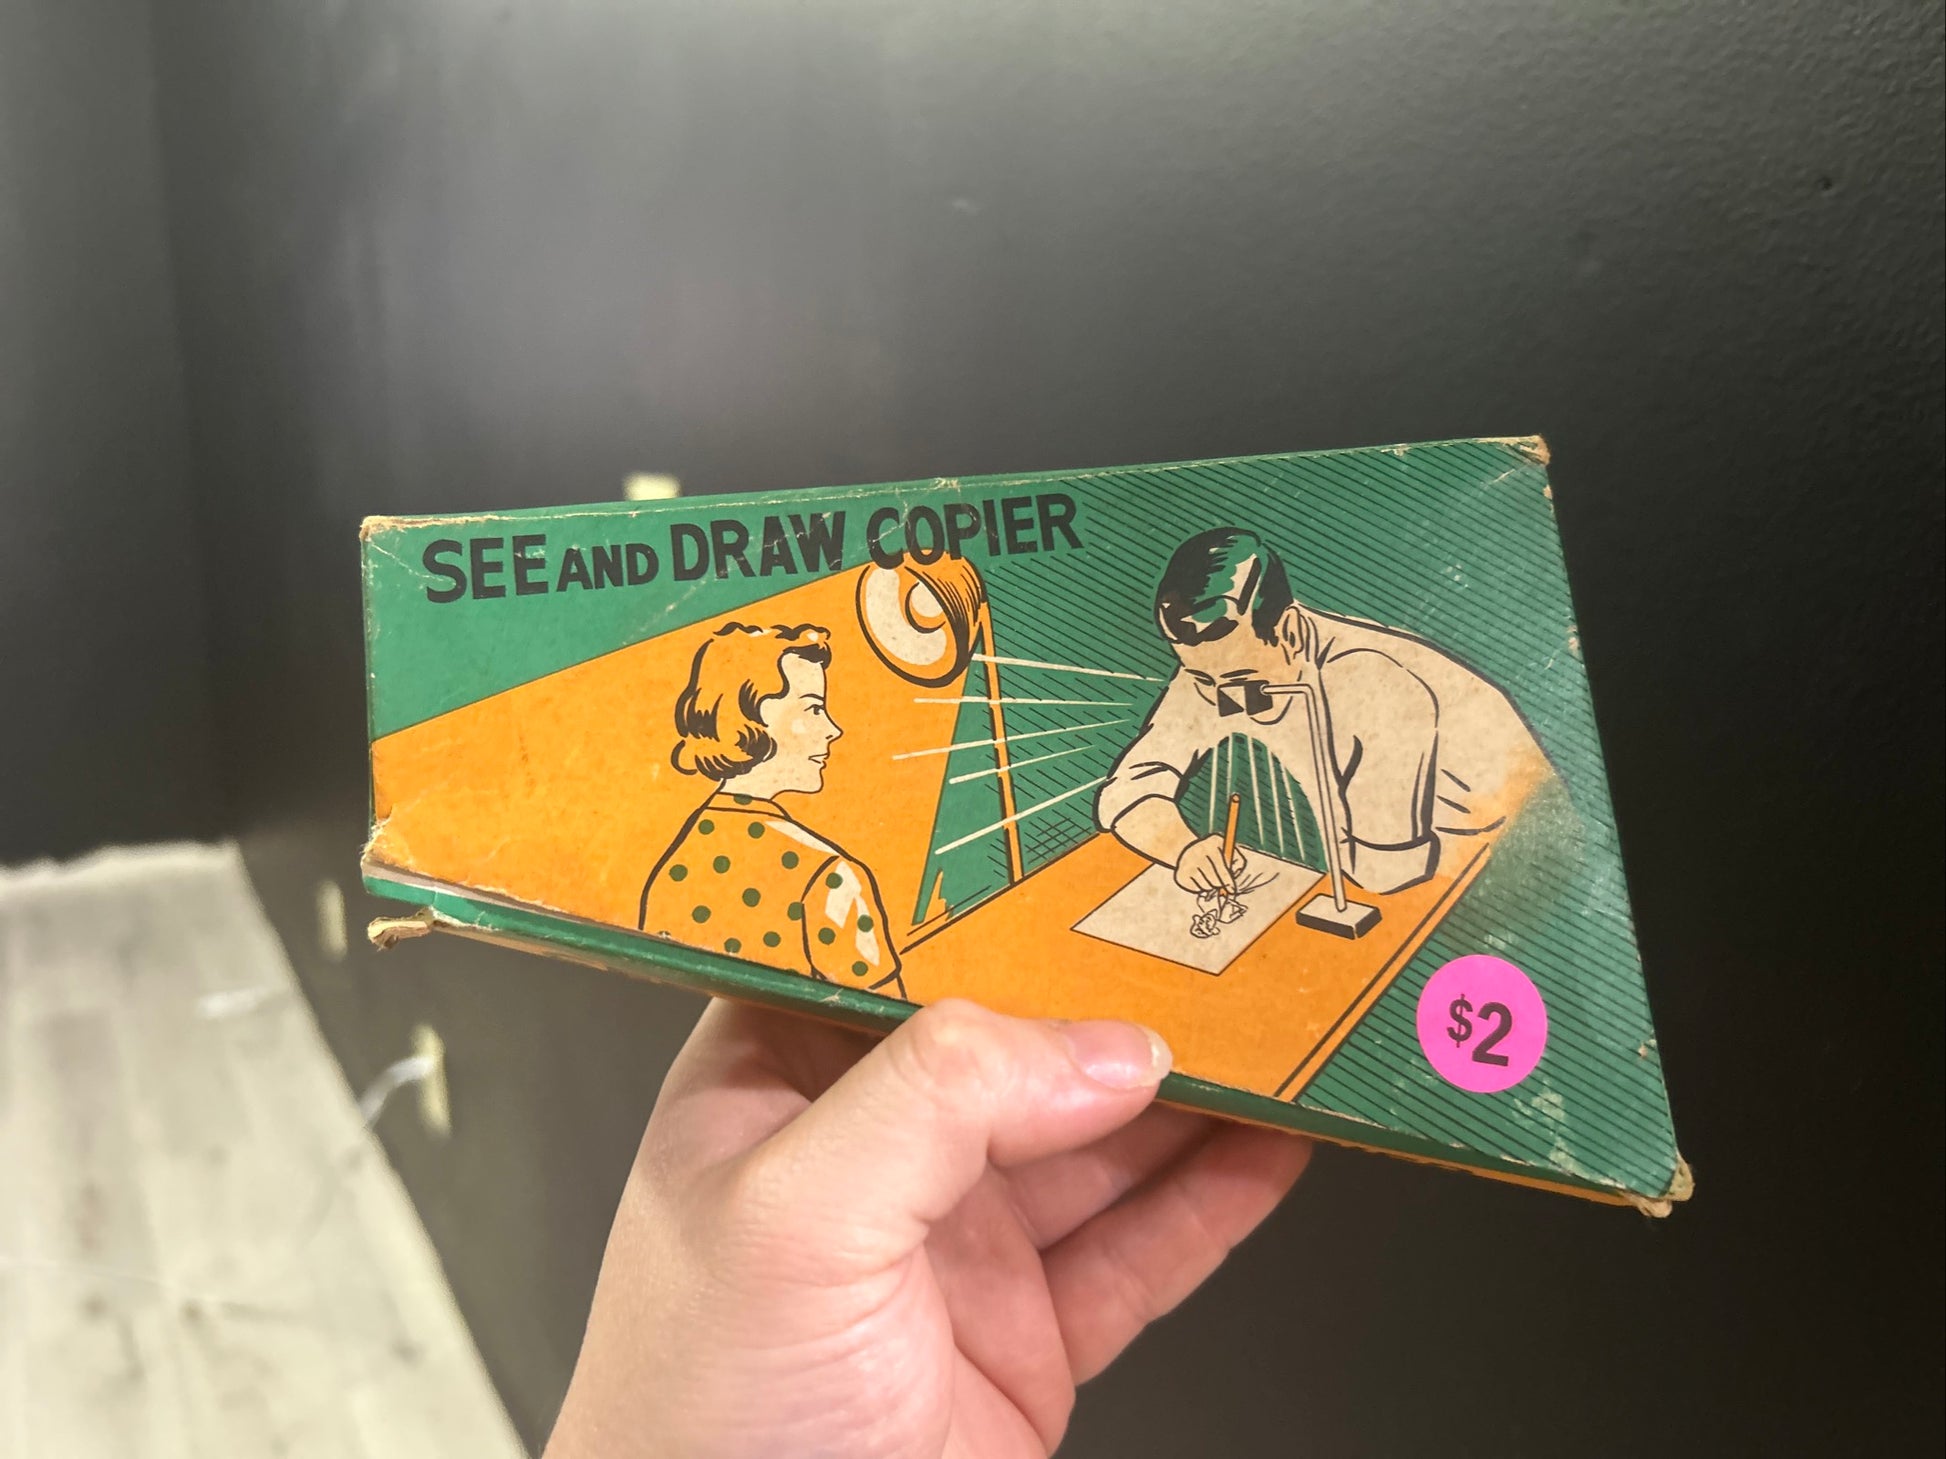 SEE AND DRAW COPIER
$2